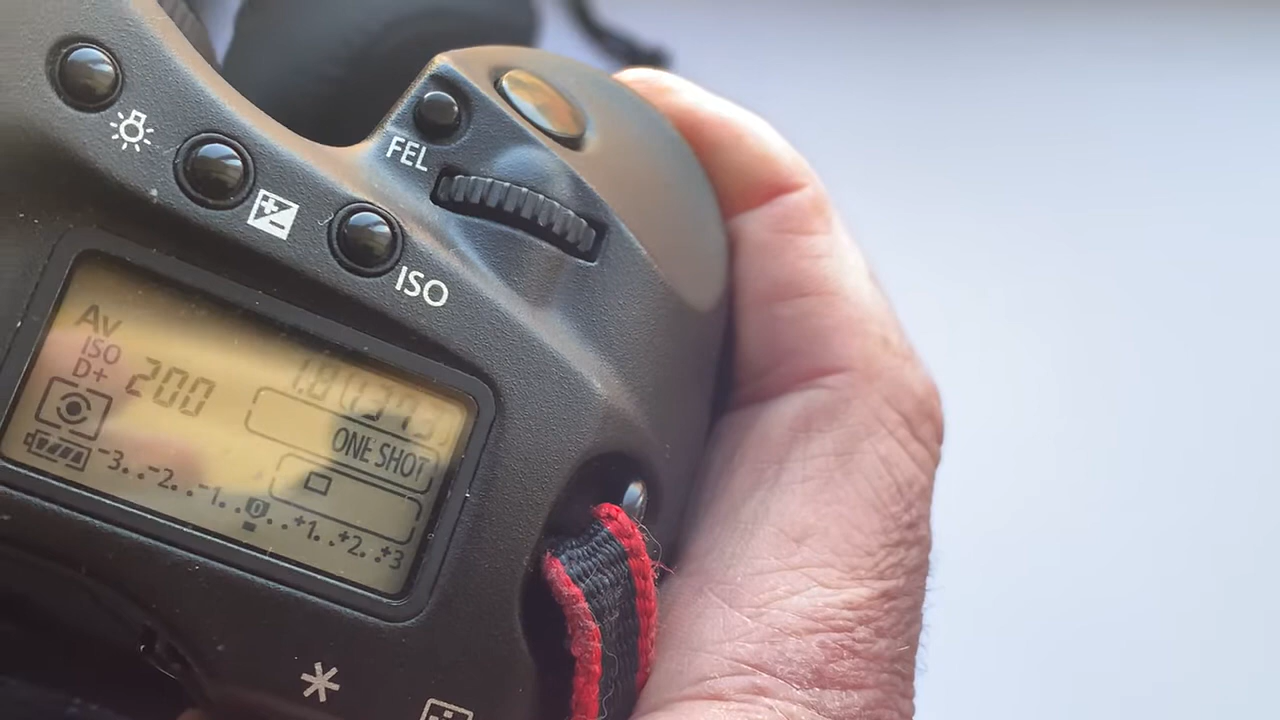 FEL
ISO
Av
ISO
D+
200
ONE SHOT
-3..-2..-1..0..+1..+2..+3